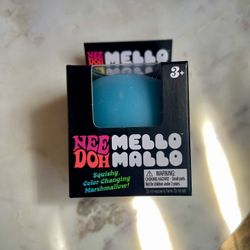 NEE DOH MELLO MALLO
3+
NEE DOH
MELLO MALLO
Squishy,
Color-Changing
Marshmallow!
WARNING:
CHOKING HAZARD - Small parts.
Not for children under 3 years.